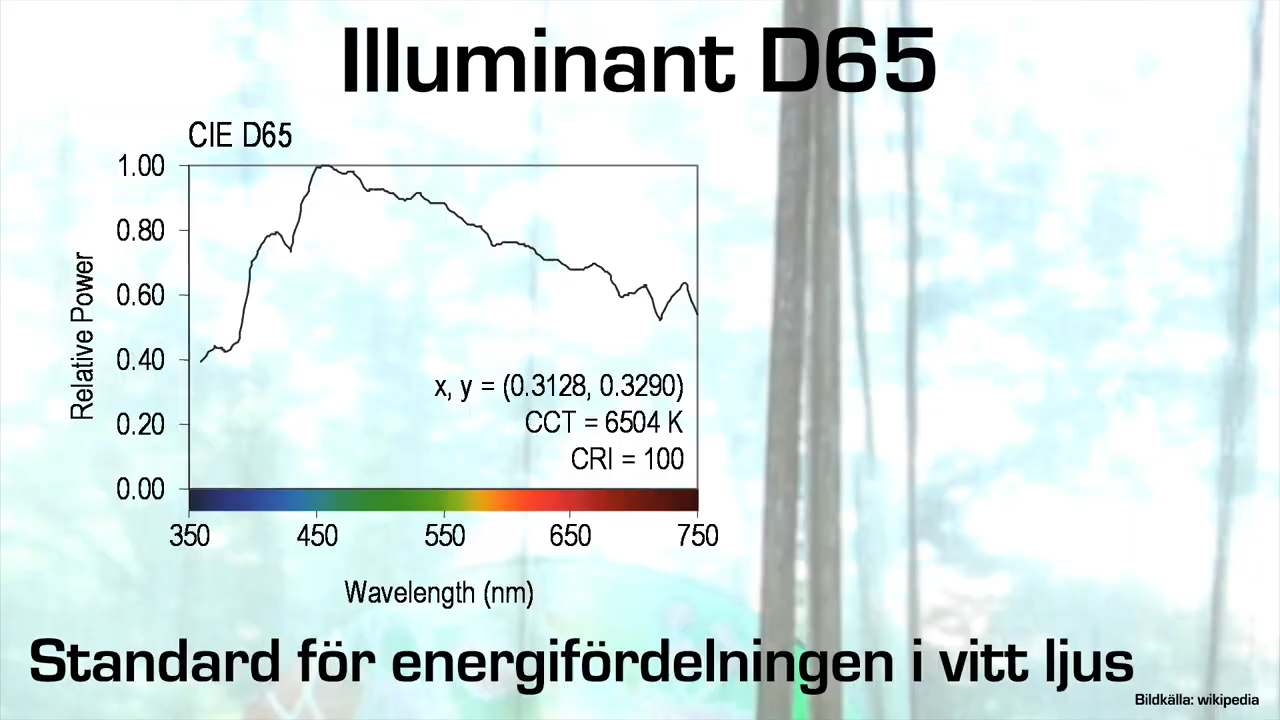 Illuminant D65
CIE D65
1.00
0.80
0.60
0.40
0.20
0.00
Relative Power
x, y = (0.3128, 0.3290)
CCT = 6504 K
CRI = 100
350 450 550 650 750
Wavelength (nm)
Standard för energifördelningen i vitt ljus
Bildkälla: wikipedia